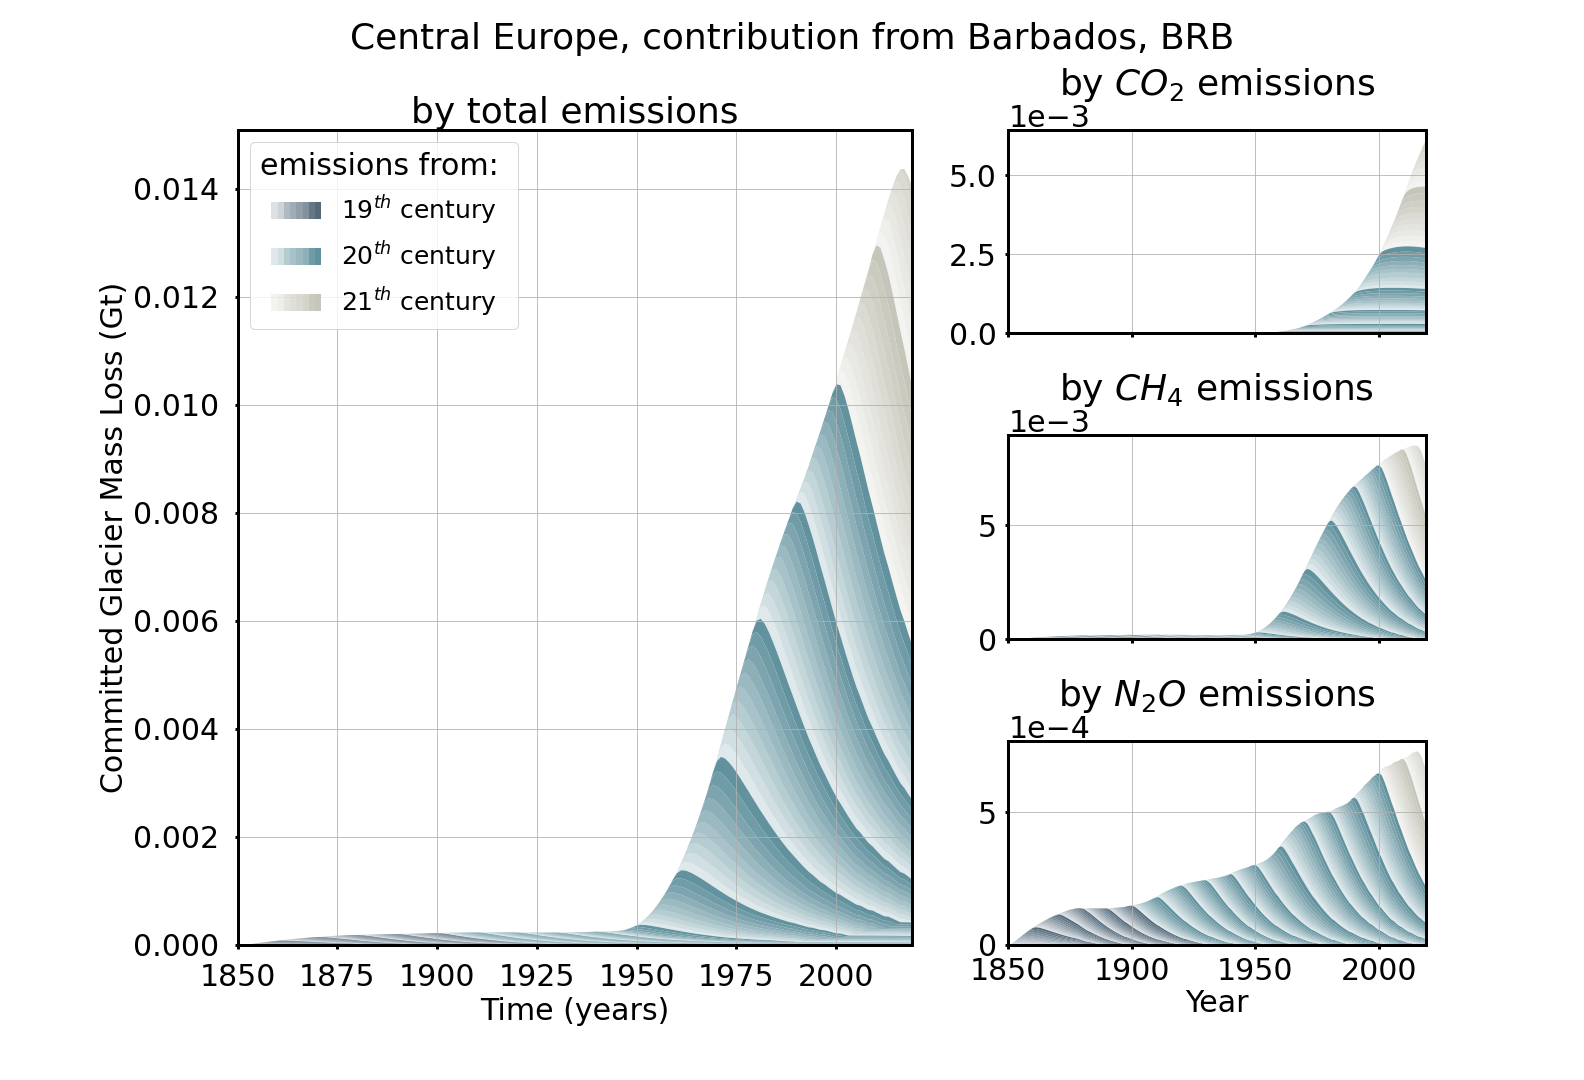 Central Europe, contribution from Barbados, BRB
by total emissions
emissions from:
19th century
20th century
21th century
0.014
0.012
0.010
0.008
0.006
0.004
0.002
0.000
Committed Glacier Mass Loss (Gt)
1850 1875 1900 1925 1950 1975 2000
Time (years)
by CO2 emissions
1e−3
5.0
2.5
0.0
by CH4 emissions
1e−3
5
0
by N2O emissions
1e−4
5
0
1850 1900 1950 2000
Year